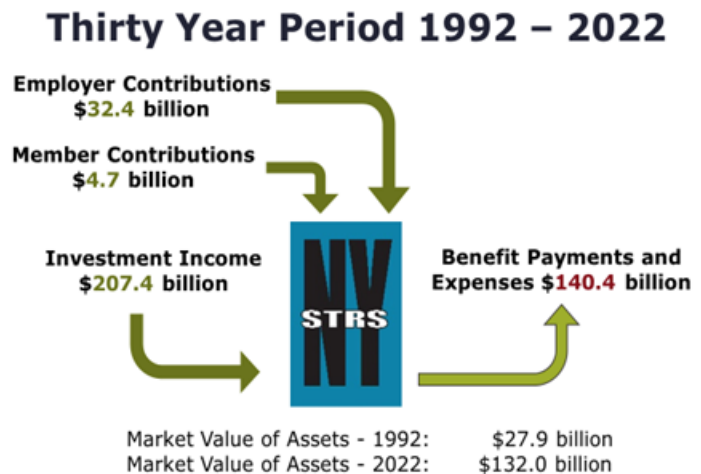 Thirty Year Period 1992 – 2022
Employer Contributions
$32.4 billion
Member Contributions
$4.7 billion
Investment Income
$207.4 billion
NY
STRS
Benefit Payments and
Expenses $140.4 billion
Market Value of Assets - 1992: $27.9 billion
Market Value of Assets - 2022: $132.0 billion